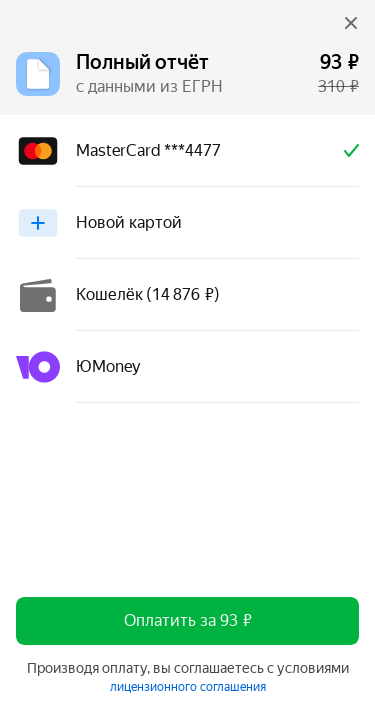 Полный отчёт 93 ₽
с данными из ЕГРН 310 ₽
MasterCard ***4477
Новой картой
Кошелёк (14 876 ₽)
ЮMoney
Оплатить за 93 ₽
Производя оплату, вы соглашаетесь с условиями
лицензионного соглашения